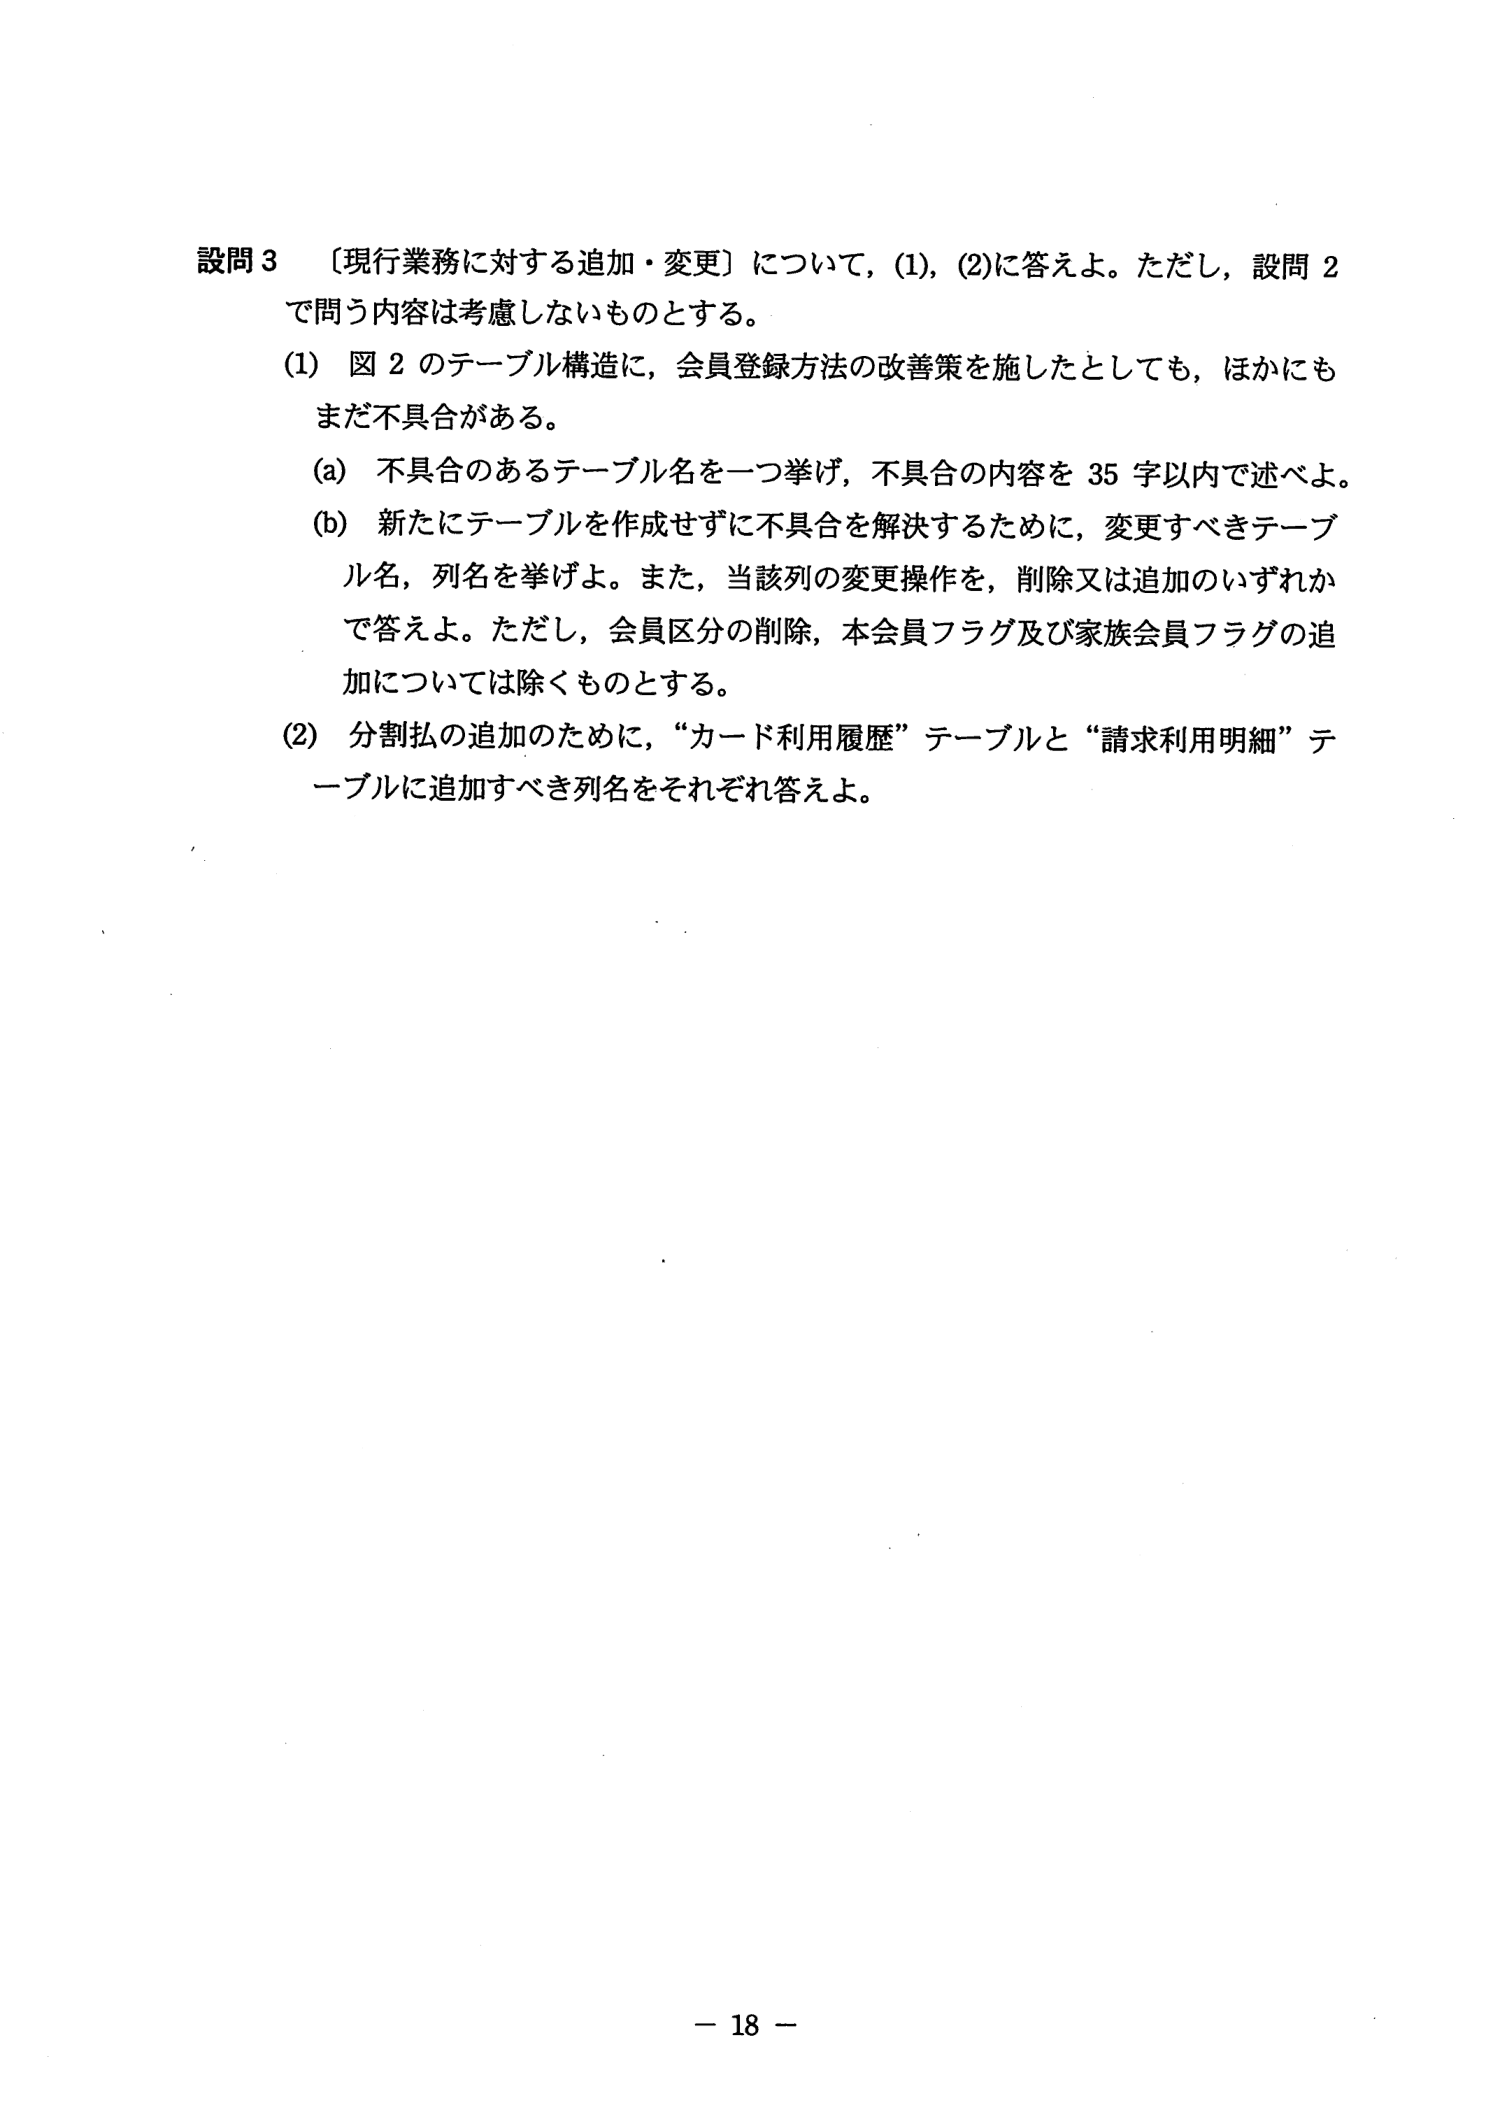 設問3　〔現行業務に対する追加・変更〕について，(1)，(2)に答えよ。ただし，設問 2
で問う内容は考慮しないものとする。
(1)　図 2 のテーブル構造に，会員登録方法の改善策を施したとしても，ほかにも
まだ不具合がある。
(a)　不具合のあるテーブル名を一つ挙げ，不具合の内容を 35 字以内で述べよ。
(b)　新たにテーブルを作成せずに不具合を解決するために，変更すべきテーブ
ル名，列名を挙げよ。また，当該列の変更操作を，削除又は追加のいずれか
で答えよ。ただし，会員区分の削除，本会員フラグ及び家族会員フラグの追
加については除くものとする。
(2)　分割払の追加のために，“カード利用履歴” テーブルと “請求利用明細” テ
ーブルに追加すべき列名をそれぞれ答えよ。
－ 18 －